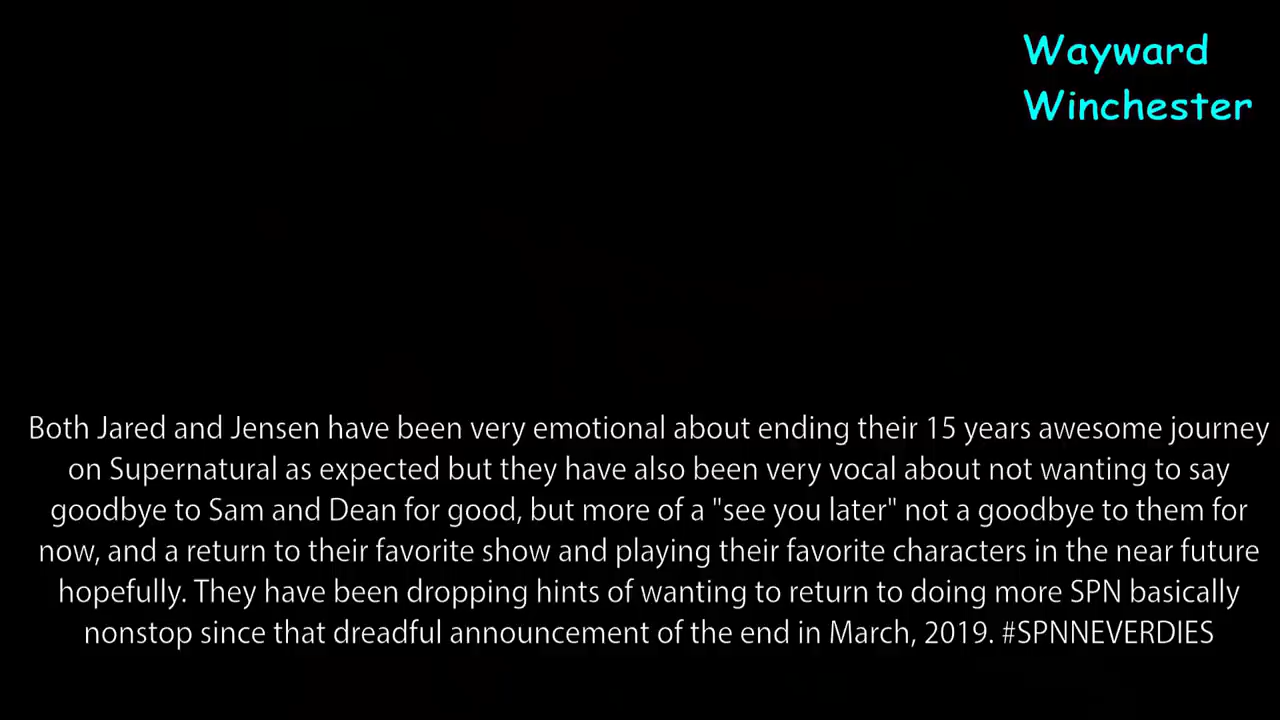 Wayward
Winchester
Both Jared and Jensen have been very emotional about ending their 15 years awesome journey
on Supernatural as expected but they have also been very vocal about not wanting to say
goodbye to Sam and Dean for good, but more of a "see you later" not a goodbye to them for
now, and a return to their favorite show and playing their favorite characters in the near future
hopefully. They have been dropping hints of wanting to return to doing more SPN basically
nonstop since that dreadful announcement of the end in March, 2019. #SPNNEVERDIES